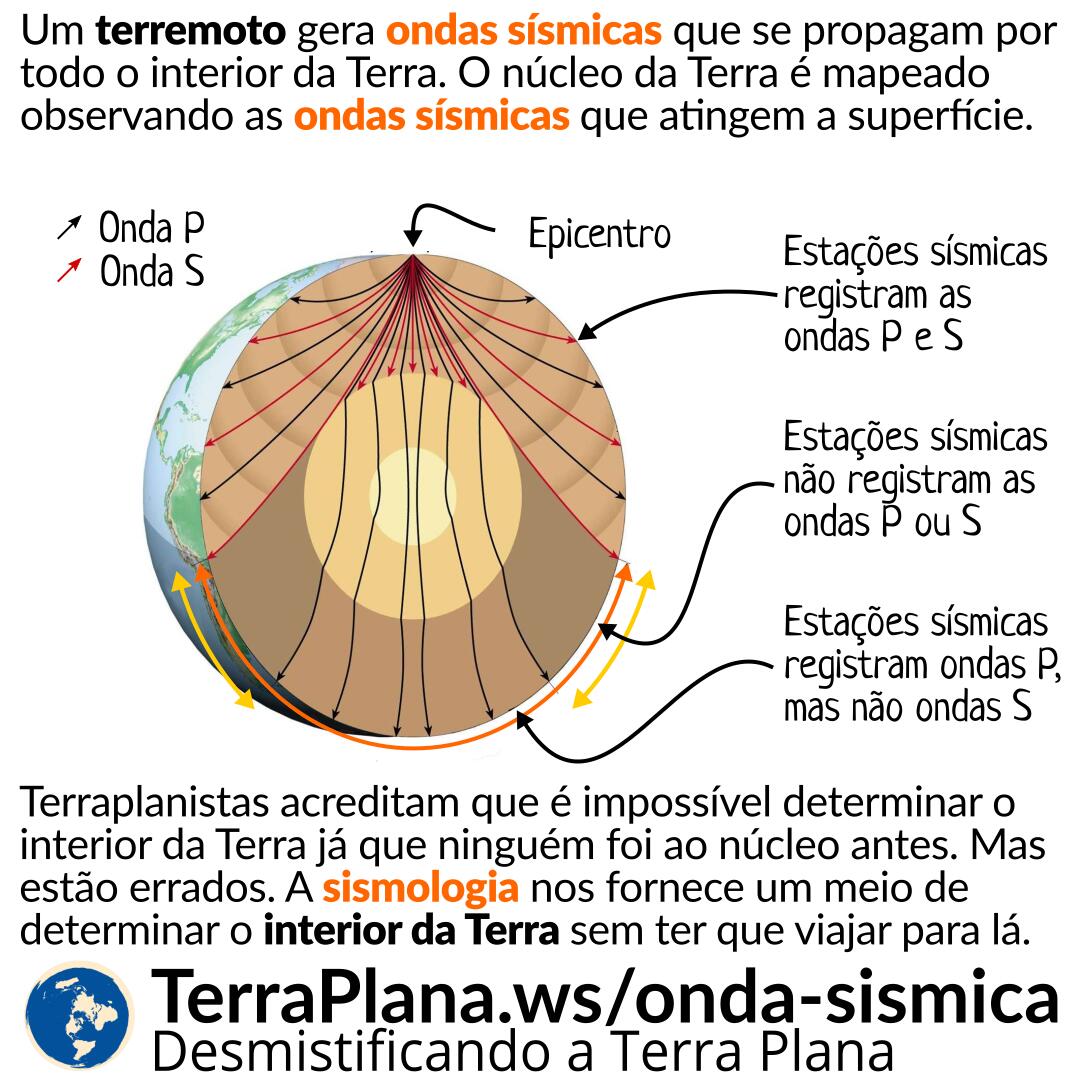 Um terremoto gera ondas sísmicas que se propagam por
todo o interior da Terra. O núcleo da Terra é mapeado
observando as ondas sísmicas que atingem a superfície.
Onda P
Onda S
Epicentro
Estações sísmicas
registram as
ondas P e S
Estações sísmicas
não registram as
ondas P ou S
Estações sísmicas
registram ondas P,
mas não ondas S
Terraplanistas acreditam que é impossível determinar o
interior da Terra já que ninguém foi ao núcleo antes. Mas
estão errados. A sismologia nos fornece um meio de
determinar o interior da Terra sem ter que viajar para lá.
TerraPlana.ws/onda-sismica
Desmistificando a Terra Plana